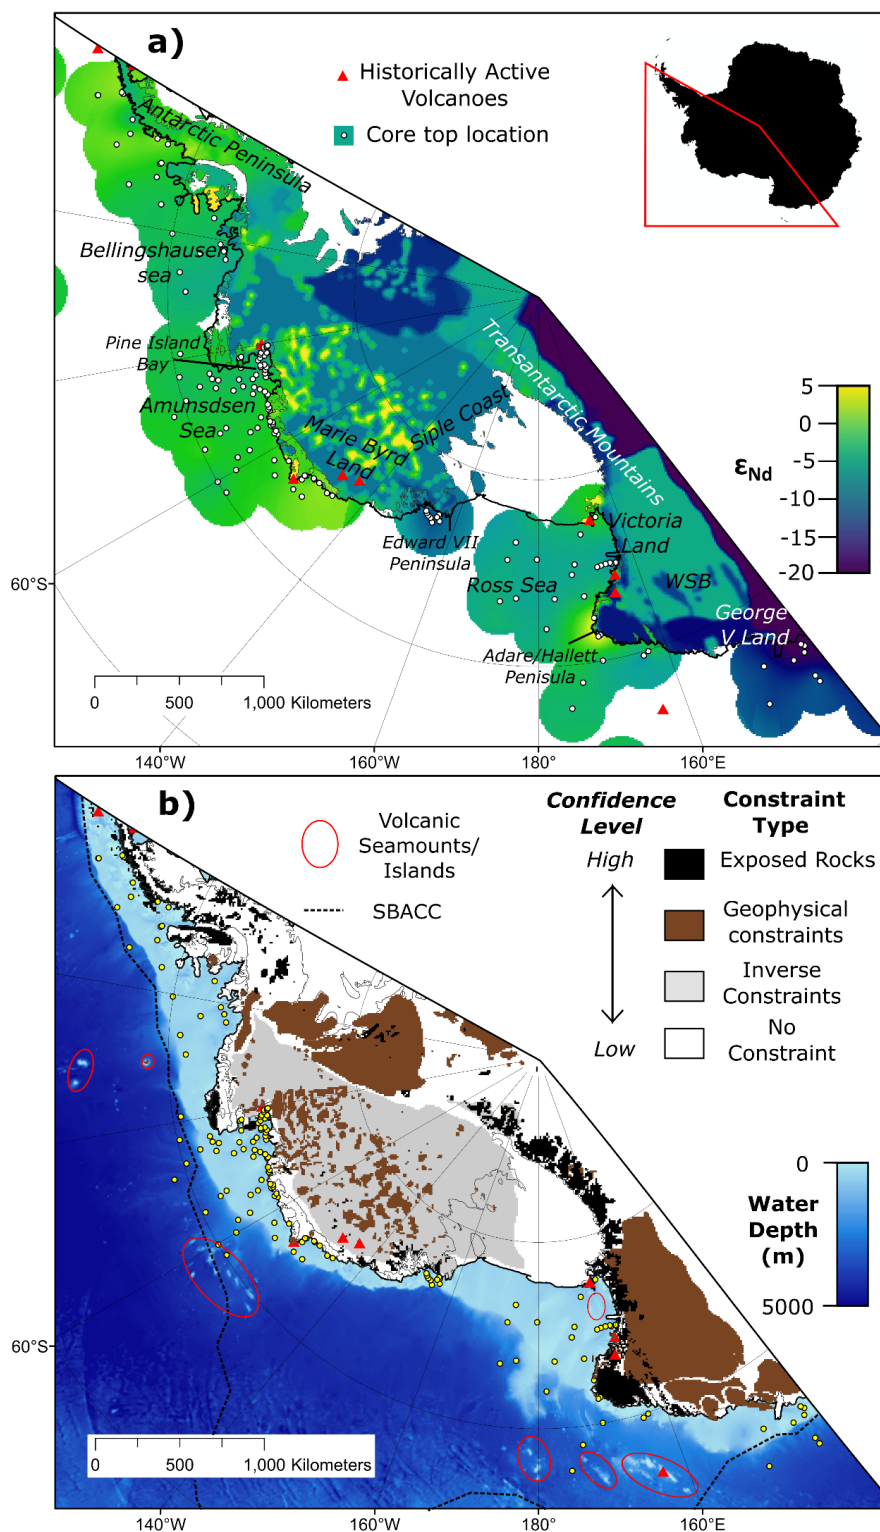 a)
Historically Active
Volcanoes
Core top location
Antarctic Peninsula
Bellingshausen
sea
Pine Island
Bay
Amunsdsen
Sea
Marie Byrd
Land
Siple Coast
Transantarctic Mountains
Edward VII
Peninsula
Ross Sea
Victoria
Land
WSB
George
V Land
Adare/Hallett
Penisula
εNd
5
0
-5
-10
-15
-20
60°S
0 500 1,000 Kilometers
140°W 160°W 180° 160°E
b)
Volcanic
Seamounts/
Islands
SBACC
Confidence
Level
High
Low
Constraint
Type
Exposed Rocks
Geophysical
constraints
Inverse
Constraints
No
Constraint
0
Water
Depth
(m)
5000
60°S
0 500 1,000 Kilometers
140°W 160°W 180° 160°E